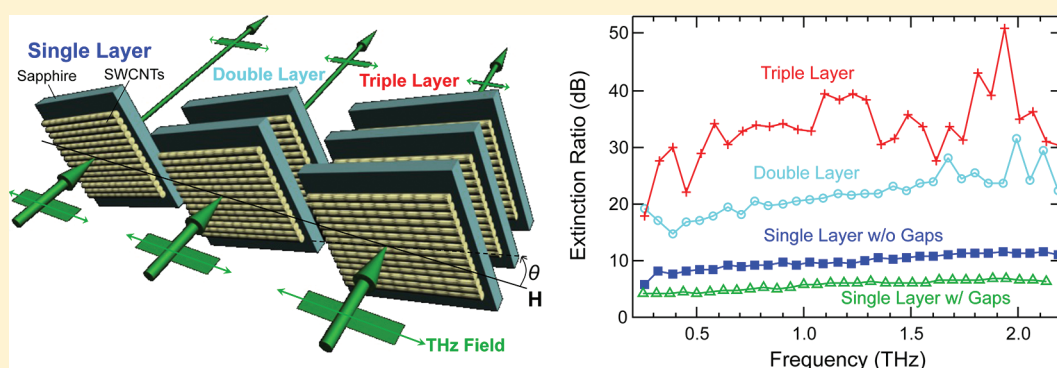 Single Layer
Sapphire
SWCNTs
Double Layer
Triple Layer
θ
H
THz Field
Extinction Ratio (dB)
50
40
30
20
10
0
Triple Layer
Double Layer
Single Layer w/o Gaps
Single Layer w/ Gaps
0.5
1.0
1.5
2.0
Frequency (THz)